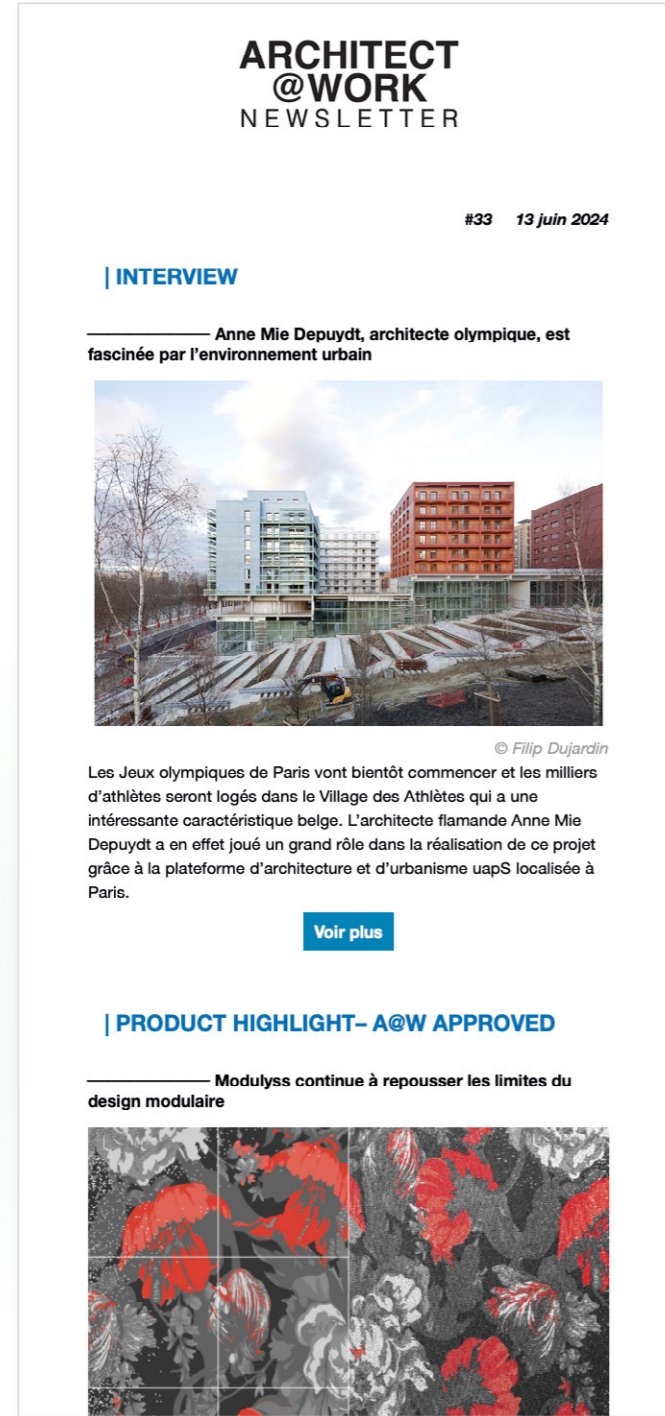 ARCHITECT
@WORK
NEWSLETTER
#33 13 juin 2024
| INTERVIEW
Anne Mie Depuydt, architecte olympique, est
fascinée par l’environnement urbain
© Filip Dujardin
Les Jeux olympiques de Paris vont bientôt commencer et les milliers
d’athlètes seront logés dans le Village des Athlètes qui a une
intéressante caractéristique belge. L’architecte flamande Anne Mie
Depuydt a en effet joué un grand rôle dans la réalisation de ce projet
grâce à la plateforme d’architecture et d’urbanisme uapS localisée à
Paris.
Voir plus
| PRODUCT HIGHLIGHT– A@W APPROVED
Modulyss continue à repousser les limites du
design modulaire